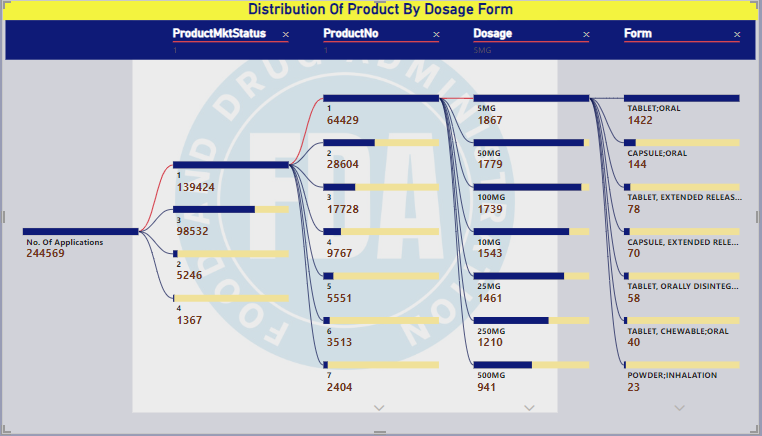 Distribution Of Product By Dosage Form
ProductMktStatus ×
1
ProductNo ×
1
Dosage ×
5MG
Form ×
No. Of Applications
244569
1
139424
3
98532
2
5246
4
1367
1
64429
2
28604
3
17728
4
9767
5
5551
6
3513
7
2404
5MG
1867
50MG
1779
100MG
1739
10MG
1543
25MG
1461
250MG
1210
500MG
941
TABLET;ORAL
1422
CAPSULE;ORAL
144
TABLET, EXTENDED RELEAS...
78
CAPSULE, EXTENDED RELE...
70
TABLET, ORALLY DISINTEG...
58
TABLET, CHEWABLE;ORAL
40
POWDER;INHALATION
23
FDA